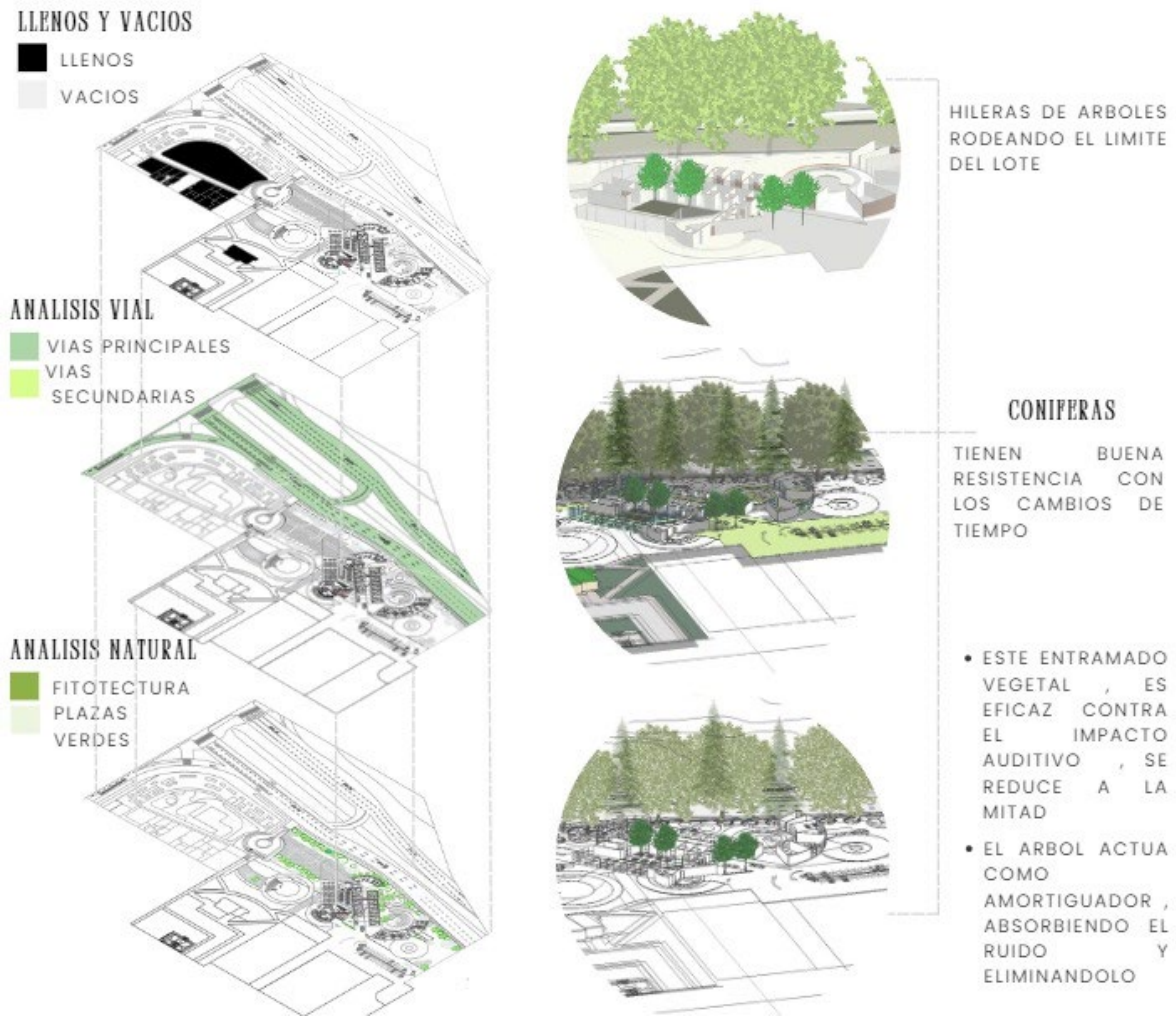 LLENOS Y VACIOS
LLENOS
VACIOS
ANALISIS VIAL
VIAS PRINCIPALES
VIAS
SECUNDARIAS
ANALISIS NATURAL
FITOTECTURA
PLAZAS
VERDES
HILERAS DE ARBOLES
RODEANDO EL LIMITE
DEL LOTE
CONIFERAS
TIENEN BUENA
RESISTENCIA CON
LOS CAMBIOS DE
TIEMPO
• ESTE ENTRAMADO
VEGETAL , ES
EFICAZ CONTRA
EL IMPACTO
AUDITIVO , SE
REDUCE A LA
MITAD
• EL ARBOL ACTUA
COMO
AMORTIGUADOR ,
ABSORBIENDO EL
RUIDO Y
ELIMINANDOLO